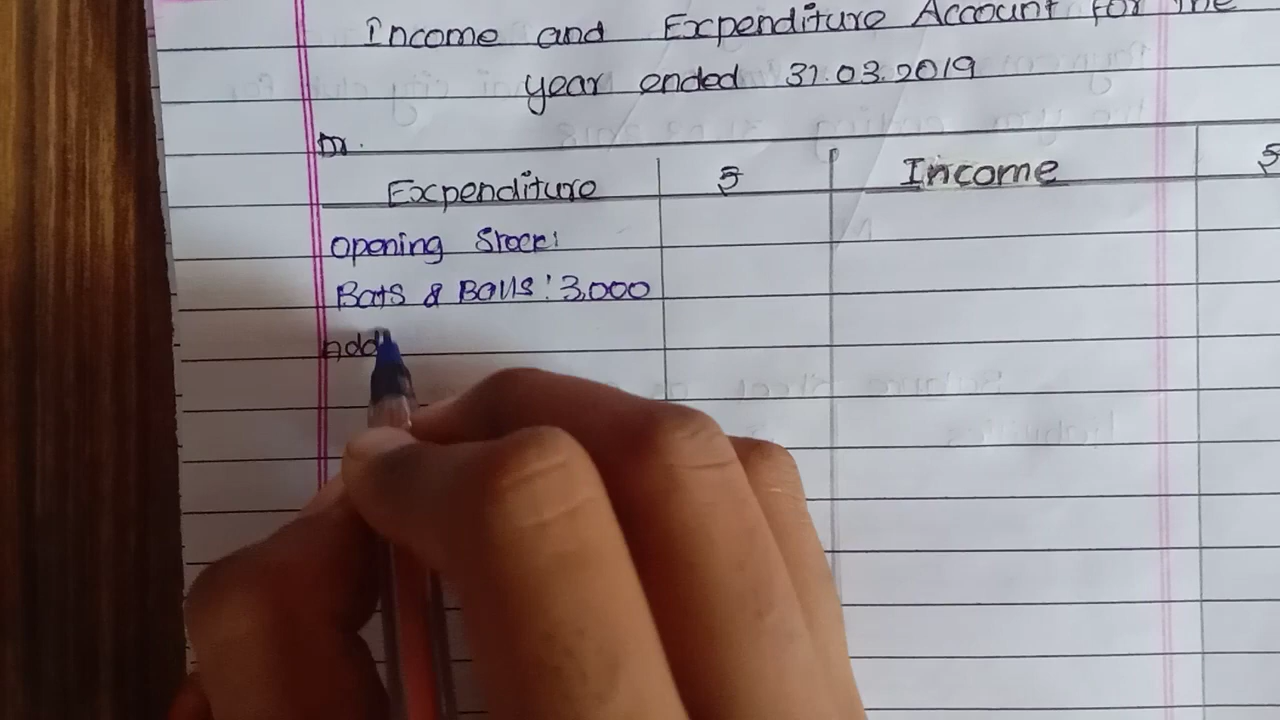 Income and Expenditure Account for the
year ended 31.03.2019
Dr.
Expenditure ₹ Income ₹
Opening Stock:
Bats & Balls: 3,000
Add